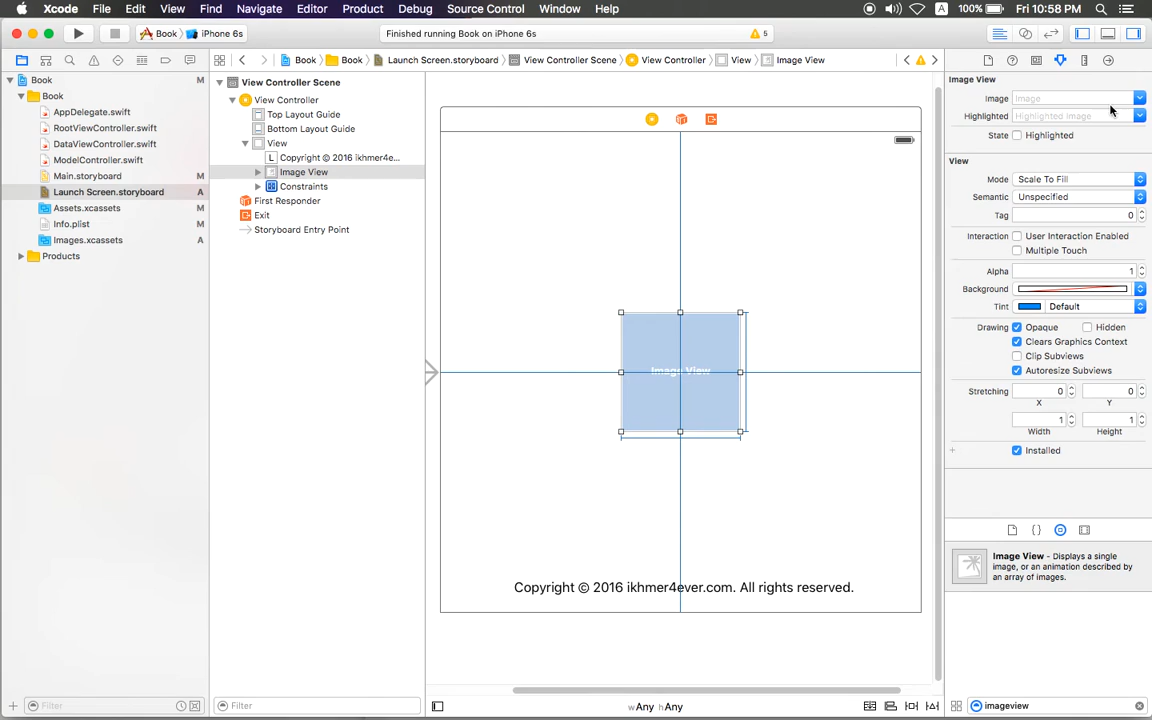 Xcode File Edit View Find Navigate Editor Product Debug Source Control Window Help A 100% Fri 10:58 PM
Book iPhone 6s Finished running Book on iPhone 6s 5
Book Book Launch Screen.storyboard View Controller Scene View Controller View Image View
Book M
Book
AppDelegate.swift
RootViewController.swift
DataViewController.swift
ModelController.swift
Main.storyboard M
Launch Screen.storyboard A
Assets.xcassets M
Info.plist M
Images.xcassets A
Products
Filter
View Controller Scene
View Controller
Top Layout Guide
Bottom Layout Guide
View
L Copyright © 2016 ikhmer4e...
Image View
Constraints
First Responder
Exit
Storyboard Entry Point
Filter
Image View
Copyright © 2016 ikhmer4ever.com. All rights reserved.
wAny hAny
Image View
Image Image
Highlighted Highlighted Image
State Highlighted
View
Mode Scale To Fill
Semantic Unspecified
Tag 0
Interaction User Interaction Enabled
Multiple Touch
Alpha 1
Background
Tint Default
Drawing Opaque Hidden
Clears Graphics Context
Clip Subviews
Autoresize Subviews
Stretching 0 0
X Y
1 1
Width Height
+ Installed
{ }
Image View - Displays a single
image, or an animation described by
an array of images.
imageview